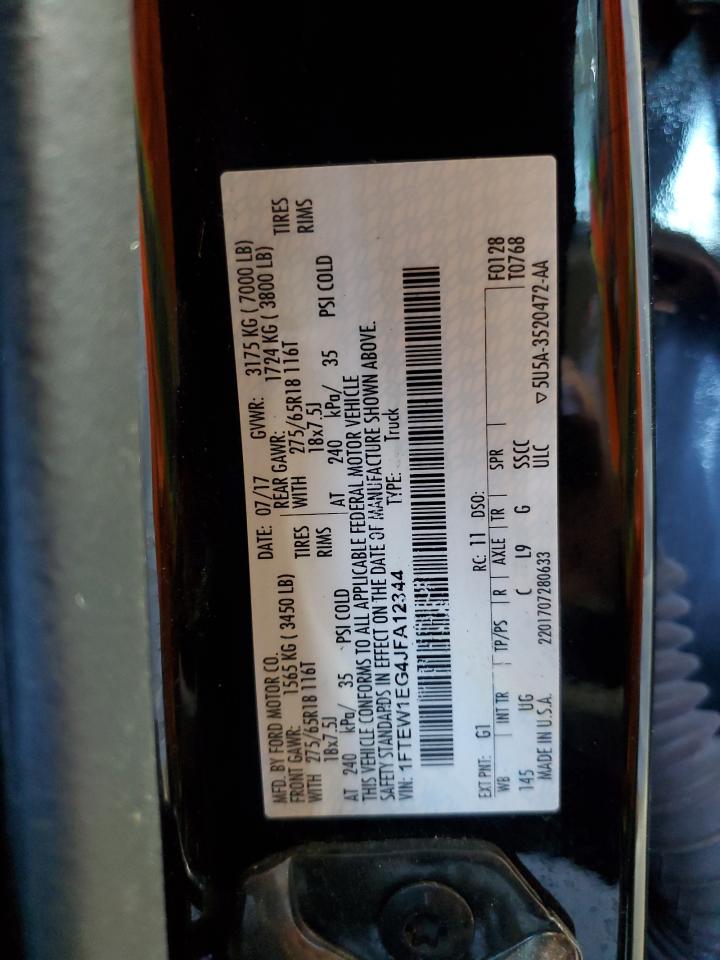 MFD. BY FORD MOTOR CO.
DATE: 07/17 GVWR: 3175 KG ( 7000 LB)
FRONT GAWR: 1565 KG ( 3450 LB) REAR GAWR: 1724 KG ( 3800 LB)
WITH 275/65R18 116T TIRES WITH 275/65R18 116T TIRES
18x7.5J RIMS 18x7.5J RIMS
AT 240 kPa/ 35 PSI COLD AT 240 kPa/ 35 PSI COLD
THIS VEHICLE CONFORMS TO ALL APPLICABLE FEDERAL MOTOR VEHICLE
SAFETY STANDARDS IN EFFECT ON THE DATE OF MANUFACTURE SHOWN ABOVE.
VIN: 1FTEW1EG4JFA12344 TYPE: Truck
EXT PNT: G1 RC: 11 DSO: F0128
WB INT TR TP/PS R AXLE TR SPR T0768
145 UG C L9 G SSCC
MADE IN U.S.A. 2201707280633 ULC ▽5U5A-3520472-AA